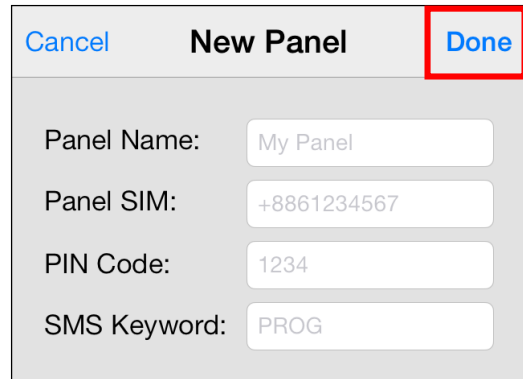 Cancel New Panel Done
Panel Name: My Panel
Panel SIM: +8861234567
PIN Code: 1234
SMS Keyword: PROG